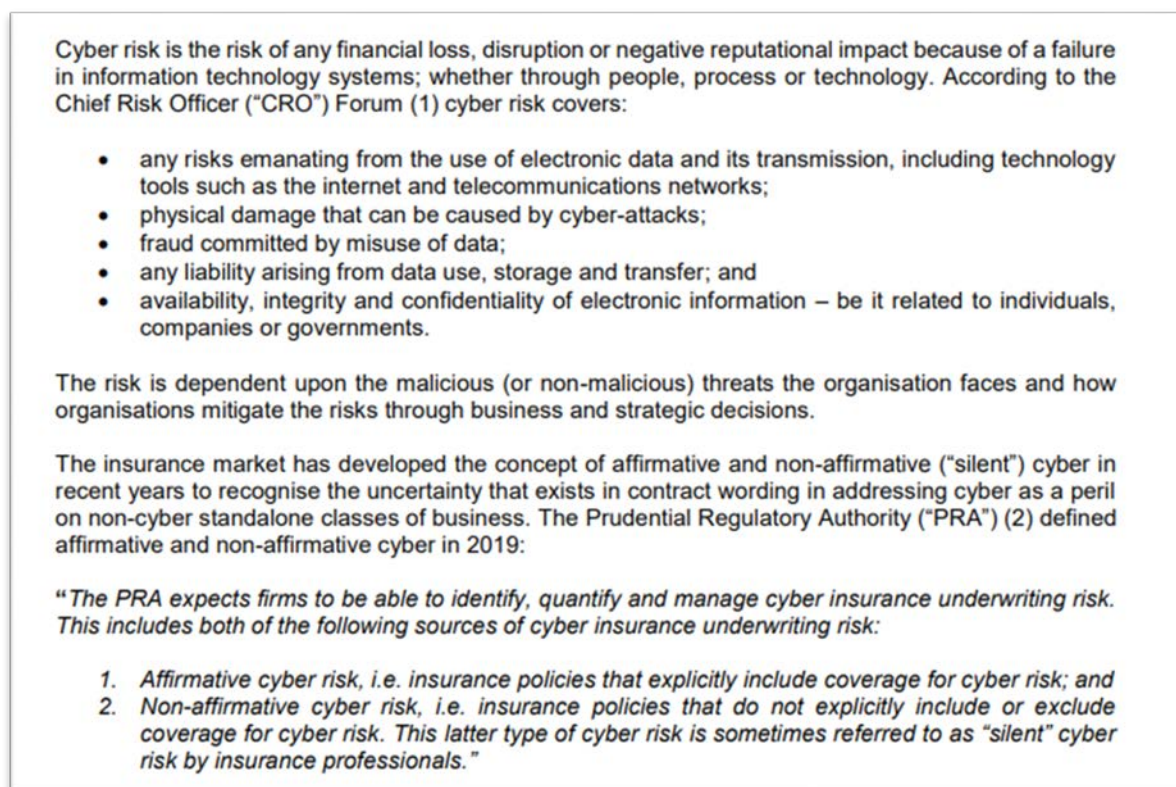 Cyber risk is the risk of any financial loss, disruption or negative reputational impact because of a failure
in information technology systems; whether through people, process or technology. According to the
Chief Risk Officer (“CRO”) Forum (1) cyber risk covers:
• any risks emanating from the use of electronic data and its transmission, including technology
tools such as the internet and telecommunications networks;
• physical damage that can be caused by cyber-attacks;
• fraud committed by misuse of data;
• any liability arising from data use, storage and transfer; and
• availability, integrity and confidentiality of electronic information – be it related to individuals,
companies or governments.
The risk is dependent upon the malicious (or non-malicious) threats the organisation faces and how
organisations mitigate the risks through business and strategic decisions.
The insurance market has developed the concept of affirmative and non-affirmative (“silent”) cyber in
recent years to recognise the uncertainty that exists in contract wording in addressing cyber as a peril
on non-cyber standalone classes of business. The Prudential Regulatory Authority (“PRA”) (2) defined
affirmative and non-affirmative cyber in 2019:
“The PRA expects firms to be able to identify, quantify and manage cyber insurance underwriting risk.
This includes both of the following sources of cyber insurance underwriting risk:
1. Affirmative cyber risk, i.e. insurance policies that explicitly include coverage for cyber risk; and
2. Non-affirmative cyber risk, i.e. insurance policies that do not explicitly include or exclude
coverage for cyber risk. This latter type of cyber risk is sometimes referred to as “silent” cyber
risk by insurance professionals.”